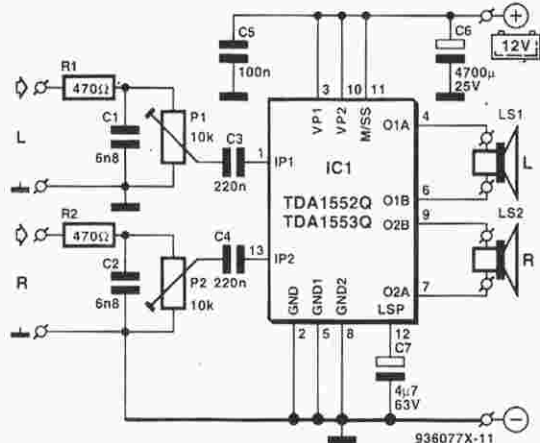 C5
100n
C6
4700µ
25V
12V
R1
470Ω
L
C1
6n8
P1
10k
C3
220n
1
IP1
3
VP1
10
VP2
11
M/SS
IC1
TDA1552Q
TDA1553Q
O1A
4
O1B
6
O2B
9
O2A
7
LS1
L
LS2
R
R2
470Ω
R
C2
6n8
P2
10k
C4
220n
13
IP2
GND
2
GND1
5
GND2
8
LSP
12
C7
4µ7
63V
936077X-11